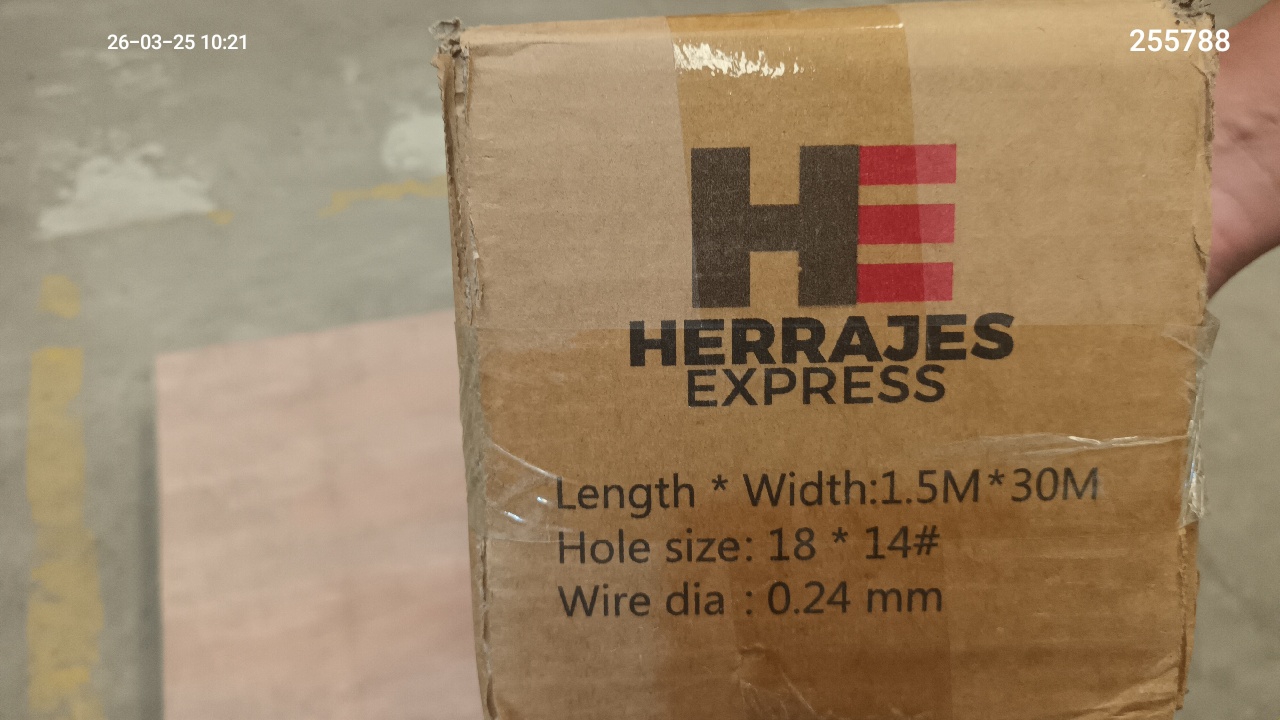 26-03-25 10:21
255788
HE
HERRAJES
EXPRESS
Length * Width:1.5M*30M
Hole size: 18 * 14#
Wire dia : 0.24 mm